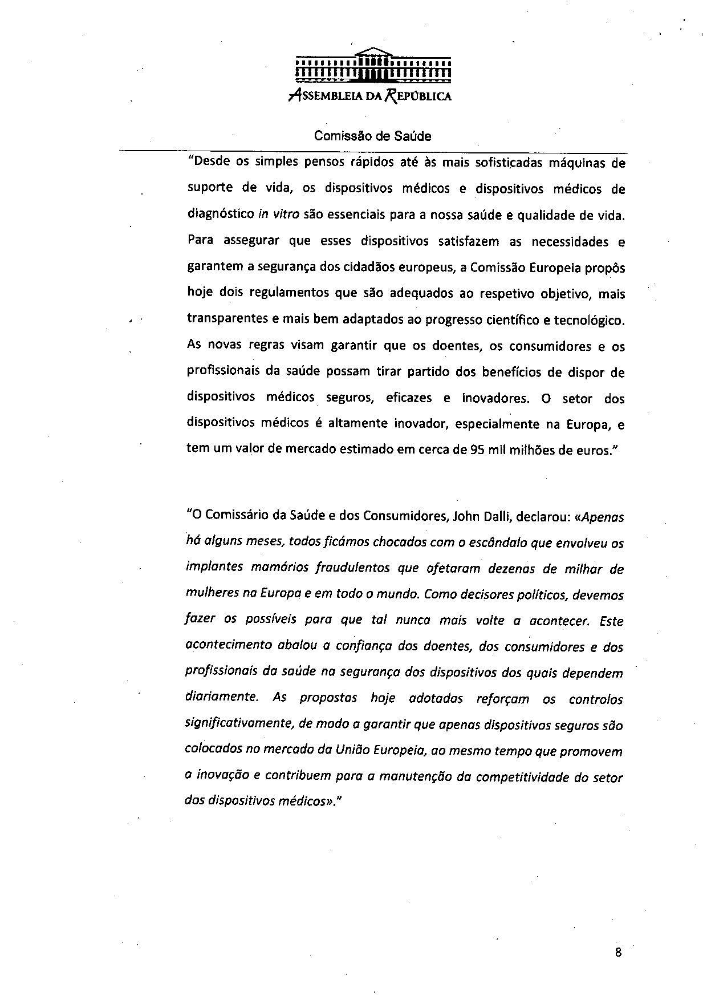 ASSEMBLEIA DA REPÚBLICA
Comissão de Saúde
"Desde os simples pensos rápidos até às mais sofisticadas máquinas de
suporte de vida, os dispositivos médicos e dispositivos médicos de
diagnóstico in vitro são essenciais para a nossa saúde e qualidade de vida.
Para assegurar que esses dispositivos satisfazem as necessidades e
garantem a segurança dos cidadãos europeus, a Comissão Europeia propôs
hoje dois regulamentos que são adequados ao respetivo objetivo, mais
transparentes e mais bem adaptados ao progresso científico e tecnológico.
As novas regras visam garantir que os doentes, os consumidores e os
profissionais da saúde possam tirar partido dos benefícios de dispor de
dispositivos médicos seguros, eficazes e inovadores. O setor dos
dispositivos médicos é altamente inovador, especialmente na Europa, e
tem um valor de mercado estimado em cerca de 95 mil milhões de euros."
"O Comissário da Saúde e dos Consumidores, John Dalli, declarou: «Apenas
há alguns meses, todos ficámos chocados com o escândalo que envolveu os
implantes mamários fraudulentos que afetaram dezenas de milhar de
mulheres na Europa e em todo o mundo. Como decisores políticos, devemos
fazer os possíveis para que tal nunca mais volte a acontecer. Este
acontecimento abalou a confiança dos doentes, dos consumidores e dos
profissionais da saúde na segurança dos dispositivos dos quais dependem
diariamente. As propostas hoje adotadas reforçam os controlos
significativamente, de modo a garantir que apenas dispositivos seguros são
colocados no mercado da União Europeia, ao mesmo tempo que promovem
a inovação e contribuem para a manutenção da competitividade do setor
dos dispositivos médicos»."
8